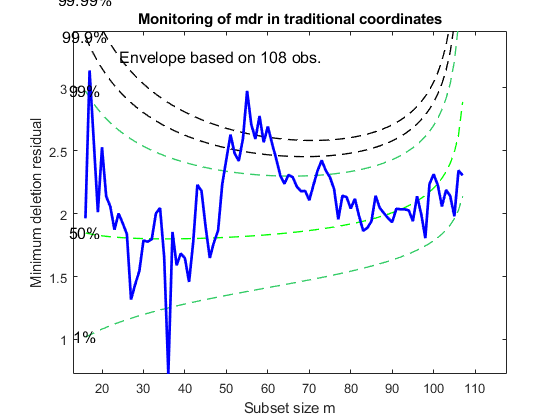 99.99%
Monitoring of mdr in traditional coordinates
99.9%
Envelope based on 108 obs.
3
99%
2.5
2
50%
1.5
1
1%
Minimum deletion residual
20 30 40 50 60 70 80 90 100 110
Subset size m